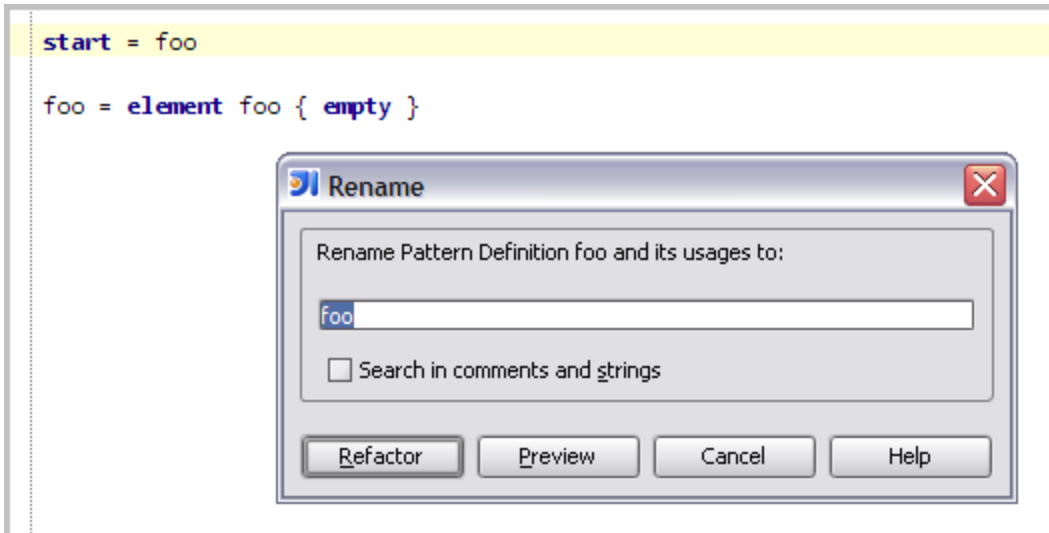 start = foo
foo = element foo { empty }
Rename
Rename Pattern Definition foo and its usages to:
foo
Search in comments and strings
Refactor Preview Cancel Help